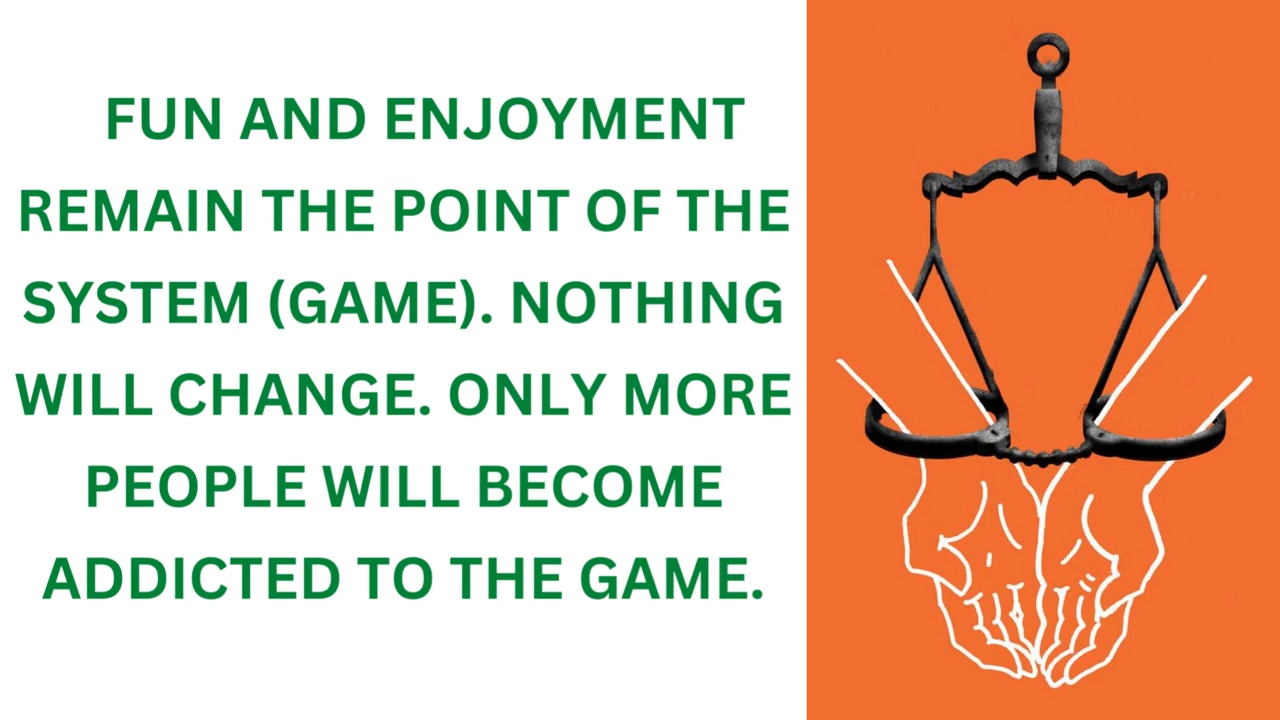 FUN AND ENJOYMENT
REMAIN THE POINT OF THE
SYSTEM (GAME). NOTHING
WILL CHANGE. ONLY MORE
PEOPLE WILL BECOME
ADDICTED TO THE GAME.